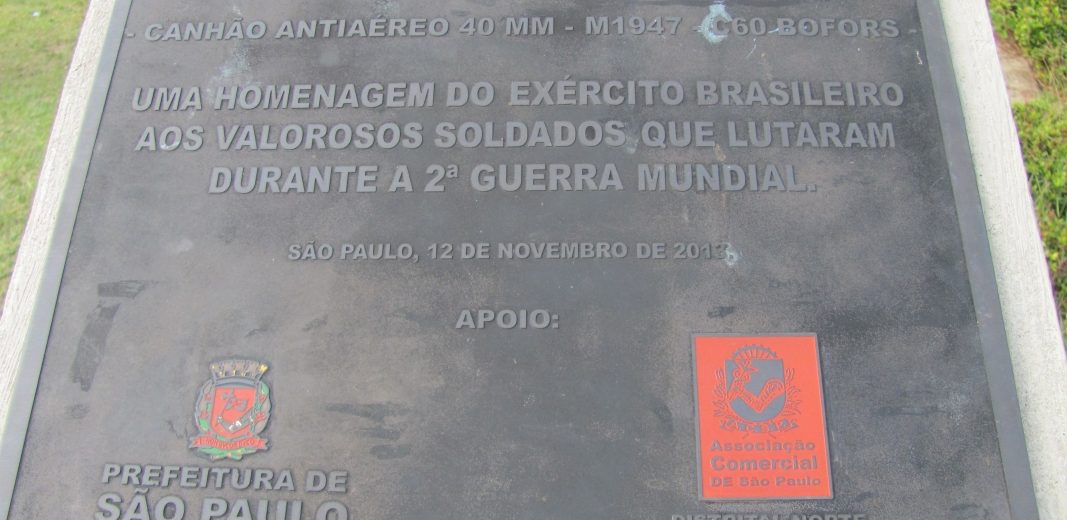 - CANHÃO ANTIAÉREO 40 MM - M1947 - C60 BOFORS -
UMA HOMENAGEM DO EXÉRCITO BRASILEIRO
AOS VALOROSOS SOLDADOS QUE LUTARAM
DURANTE A 2ª GUERRA MUNDIAL.
SÃO PAULO, 12 DE NOVEMBRO DE 2013
APOIO:
PREFEITURA DE
SÃO PAULO
Associação
Comercial
DE São Paulo
DISTRITAL NORTE